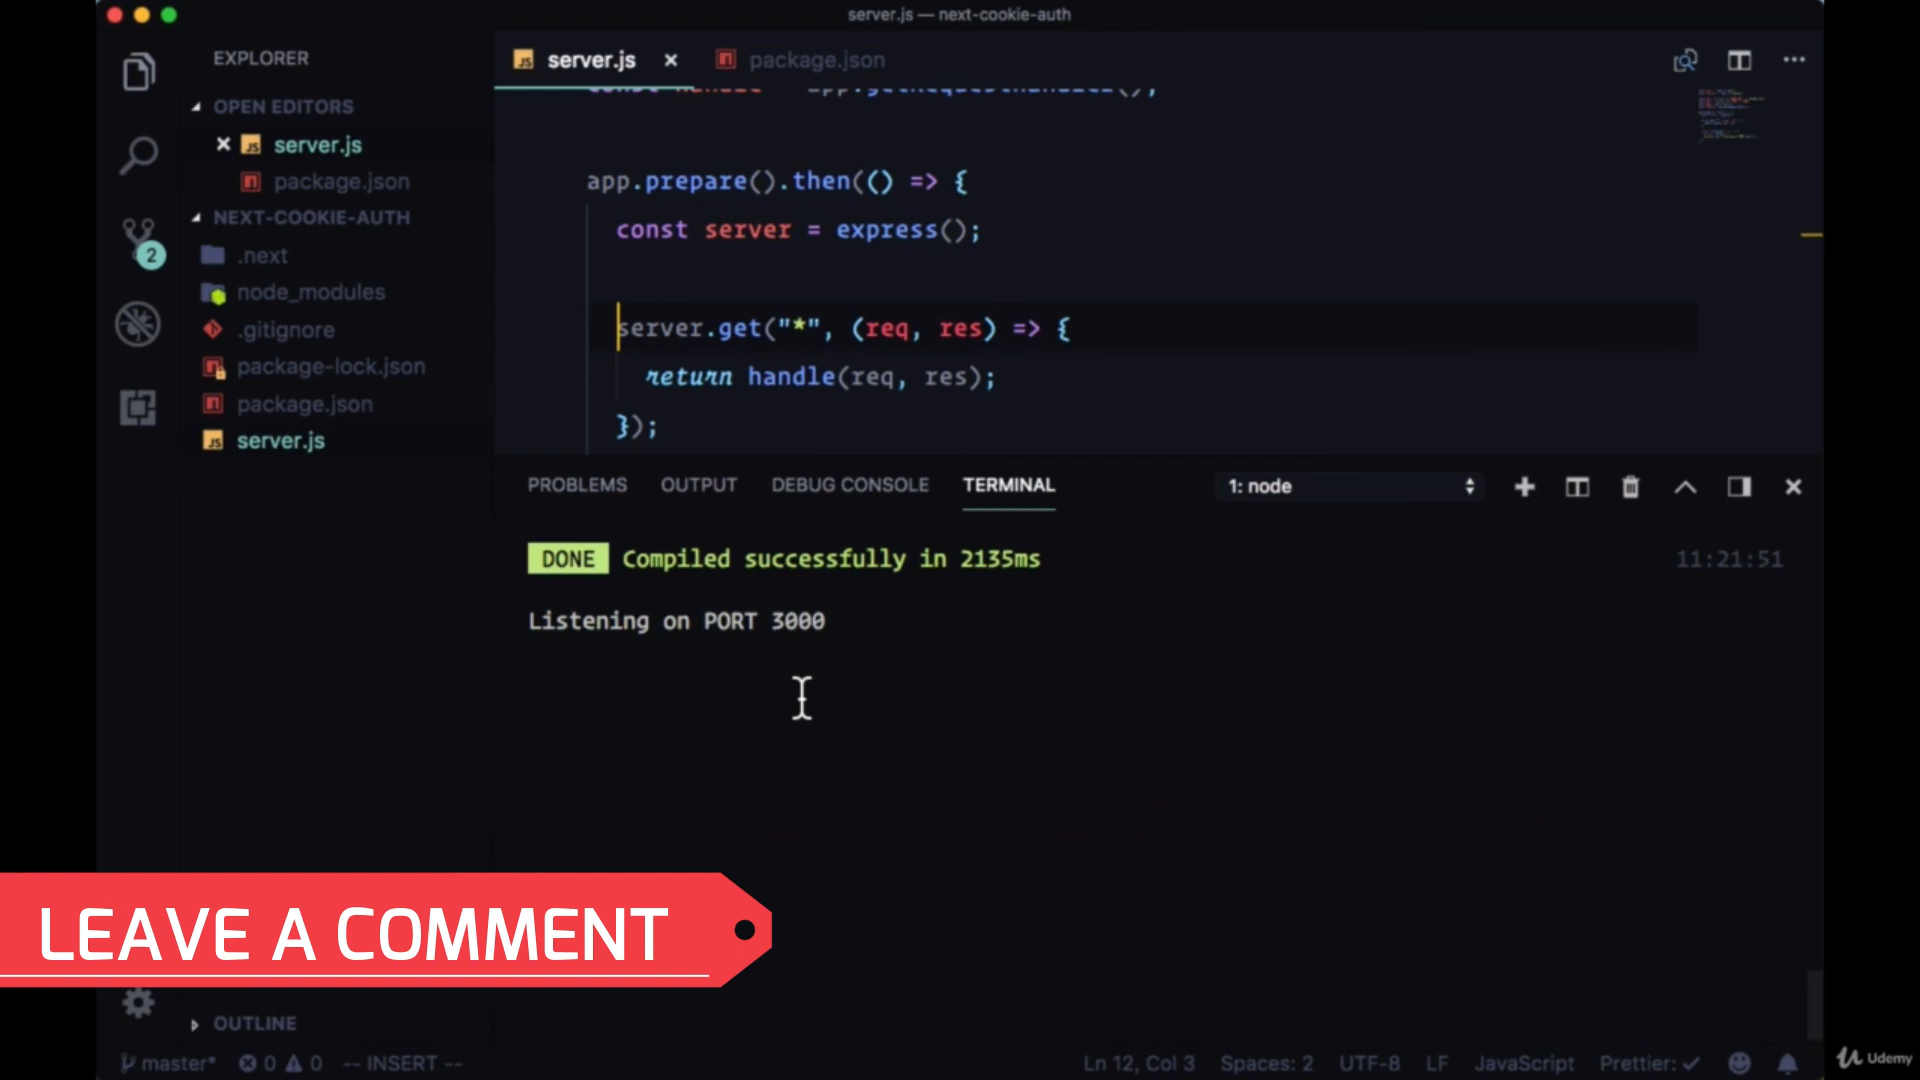 server.js — next-cookie-auth
EXPLORER
OPEN EDITORS
server.js
package.json
NEXT-COOKIE-AUTH
.next
node_modules
.gitignore
package-lock.json
package.json
server.js
OUTLINE
2
server.js
package.json
app.prepare().then(() => {
const server = express();
server.get("*", (req, res) => {
return handle(req, res);
});
PROBLEMS OUTPUT DEBUG CONSOLE TERMINAL 1: node
DONE Compiled successfully in 2135ms 11:21:51
Listening on PORT 3000
LEAVE A COMMENT
master* 0 0 -- INSERT -- Ln 12, Col 3 Spaces: 2 UTF-8 LF JavaScript Prettier: ✓
Udemy